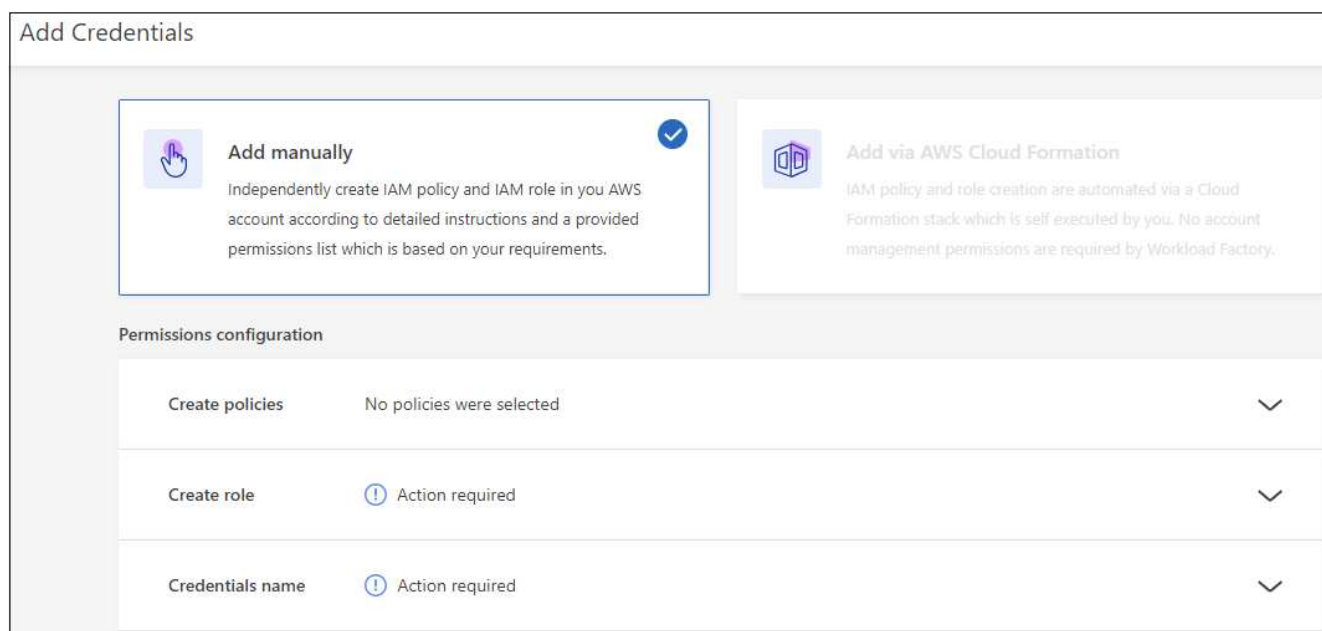 Add Credentials
Add manually
Independently create IAM policy and IAM role in you AWS
account according to detailed instructions and a provided
permissions list which is based on your requirements.
Add via AWS Cloud Formation
IAM policy and role creation are automated via a Cloud
Formation stack which is self executed by you. No account
management permissions are required by Workload Factory.
Permissions configuration
Create policies No policies were selected
Create role Action required
Credentials name Action required